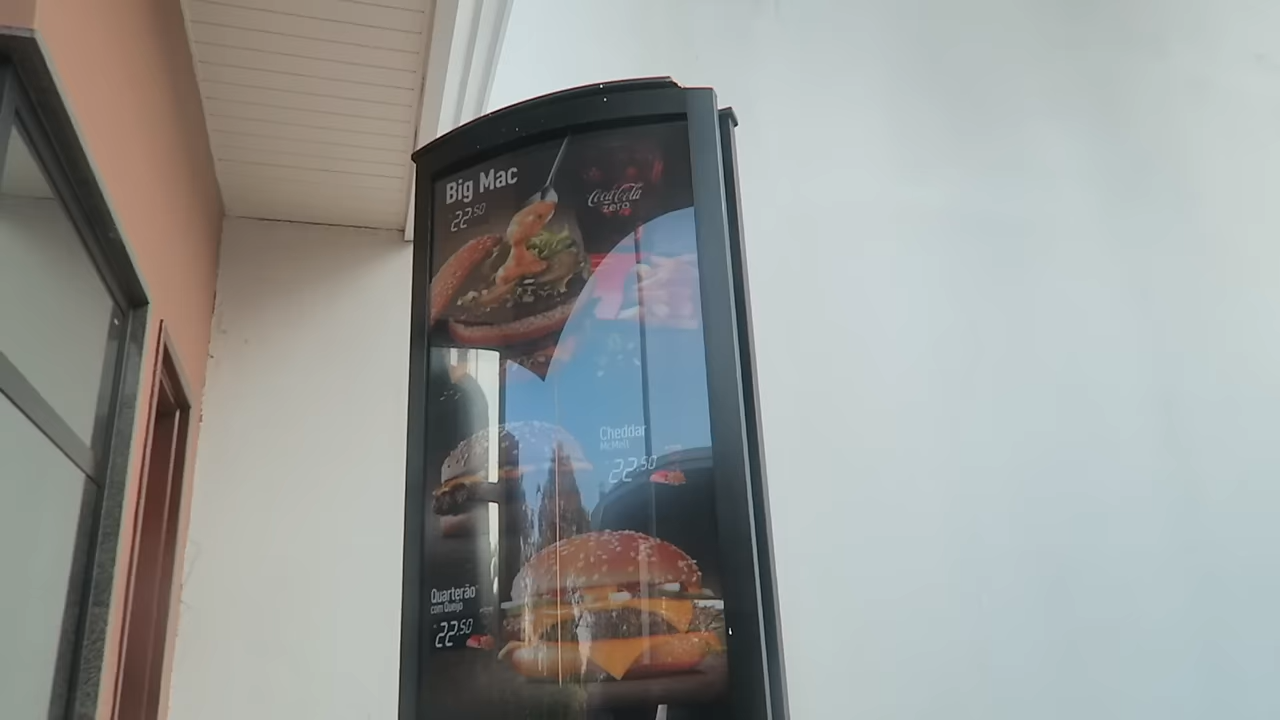 Big Mac
22.50
Coca-Cola
zero
Cheddar
McMelt
22.50
Quarterão
com Queijo
22.50